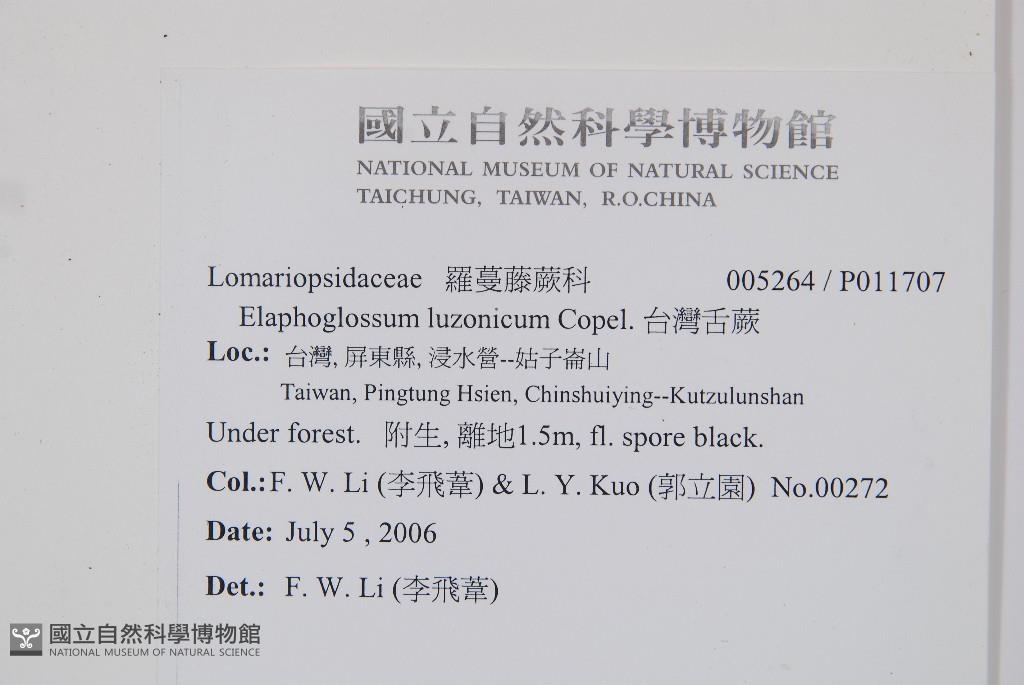 國立自然科學博物館
NATIONAL MUSEUM OF NATURAL SCIENCE
TAICHUNG, TAIWAN, R.O.CHINA
Lomariopsidaceae 羅蔓藤蕨科 005264 / P011707
Elaphoglossum luzonicum Copel. 台灣舌蕨
Loc.: 台灣, 屏東縣, 浸水營--姑子崙山
Taiwan, Pingtung Hsien, Chinshuiying--Kutzulunshan
Under forest. 附生, 離地1.5m, fl. spore black.
Col.: F. W. Li (李飛葦) & L. Y. Kuo (郭立園) No.00272
Date: July 5 , 2006
Det.: F. W. Li (李飛葦)
國立自然科學博物館
NATIONAL MUSEUM OF NATURAL SCIENCE